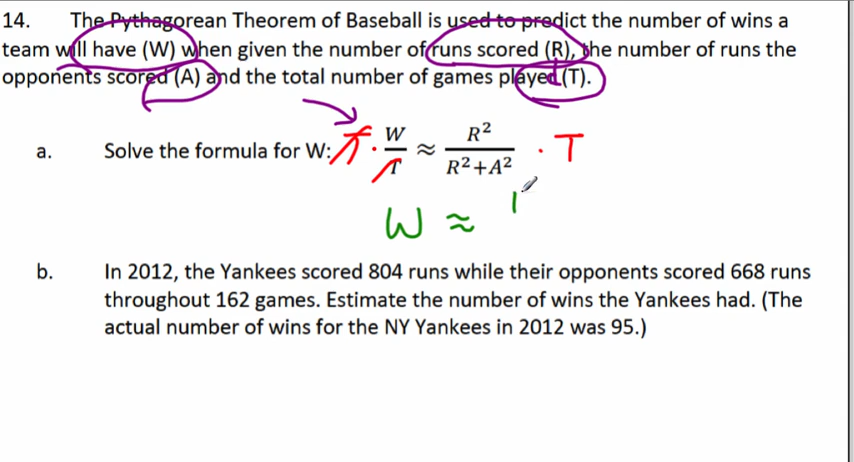 14. The Pythagorean Theorem of Baseball is used to predict the number of wins a
team will have (W) when given the number of runs scored (R), the number of runs the
opponents scored (A) and the total number of games played (T).
a. Solve the formula for W: T · W/T ≈ R²/R²+A² · T
W ≈
b. In 2012, the Yankees scored 804 runs while their opponents scored 668 runs
throughout 162 games. Estimate the number of wins the Yankees had. (The
actual number of wins for the NY Yankees in 2012 was 95.)